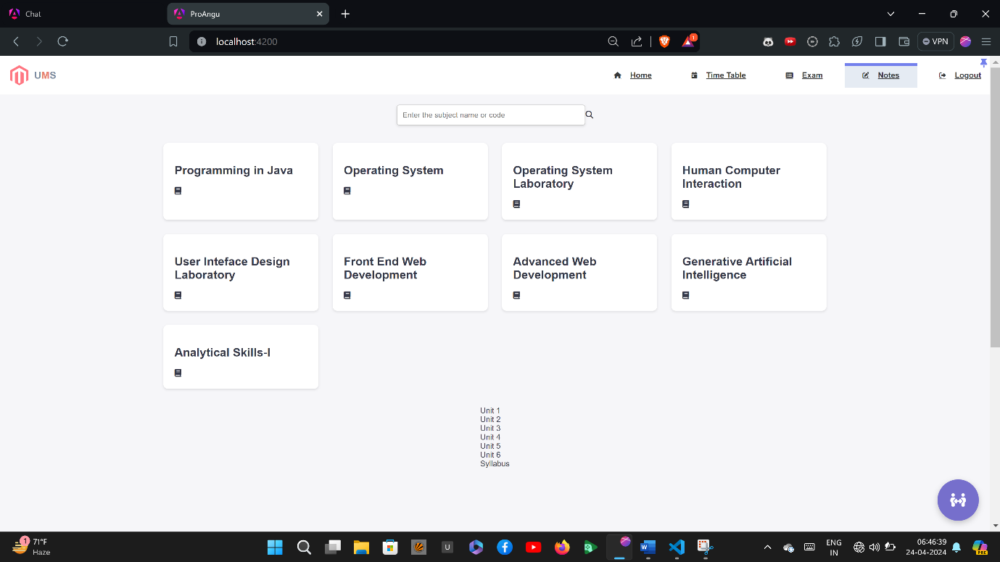 Chat
ProAngu
localhost:4200
1
VPN
UMS
Home
Time Table
Exam
Notes
Logout
Enter the subject name or code
Programming in Java
Operating System
Operating System
Laboratory
Human Computer
Interaction
User Inteface Design
Laboratory
Front End Web
Development
Advanced Web
Development
Generative Artificial
Intelligence
Analytical Skills-I
Unit 1
Unit 2
Unit 3
Unit 4
Unit 5
Unit 6
Syllabus
1
71°F
Haze
U
W
ENG
IN
06:46:39
24-04-2024
PRE